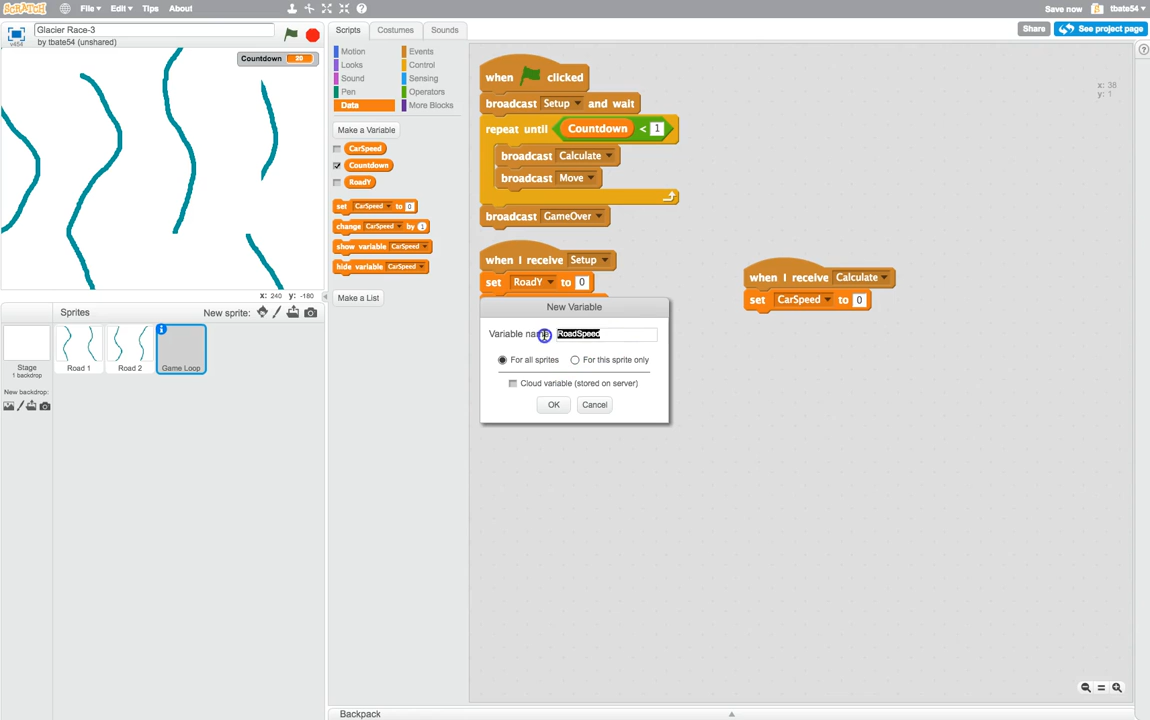 SCRATCH File Edit Tips About Save now tbate54
v454 Glacier Race-3
by tbate54 (unshared)
Scripts Costumes Sounds Share See project page
Countdown 20
Motion Events
Looks Control
Sound Sensing
Pen Operators
Data More Blocks
Make a Variable
CarSpeed
Countdown
RoadY
set CarSpeed to 0
change CarSpeed by 1
show variable CarSpeed
hide variable CarSpeed
Make a List
x: 240 y: -180
Sprites New sprite:
Stage
1 backdrop
New backdrop:
Road 1 Road 2 Game Loop
when clicked
broadcast Setup and wait
repeat until Countdown < 1
broadcast Calculate
broadcast Move
broadcast GameOver
when I receive Setup
set RoadY to 0
when I receive Calculate
set CarSpeed to 0
x: 38
y: 1
New Variable
Variable name: RoadSpeed
For all sprites For this sprite only
Cloud variable (stored on server)
OK Cancel
Backpack